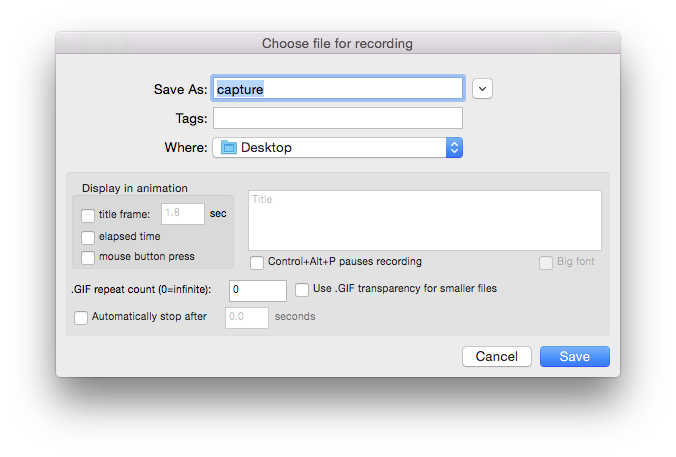 Choose file for recording
Save As: capture
Tags:
Where: Desktop
Display in animation
title frame: 1.8 sec
elapsed time
mouse button press
Title
Control+Alt+P pauses recording
Big font
.GIF repeat count (0=infinite): 0
Use .GIF transparency for smaller files
Automatically stop after 0.0 seconds
Cancel
Save